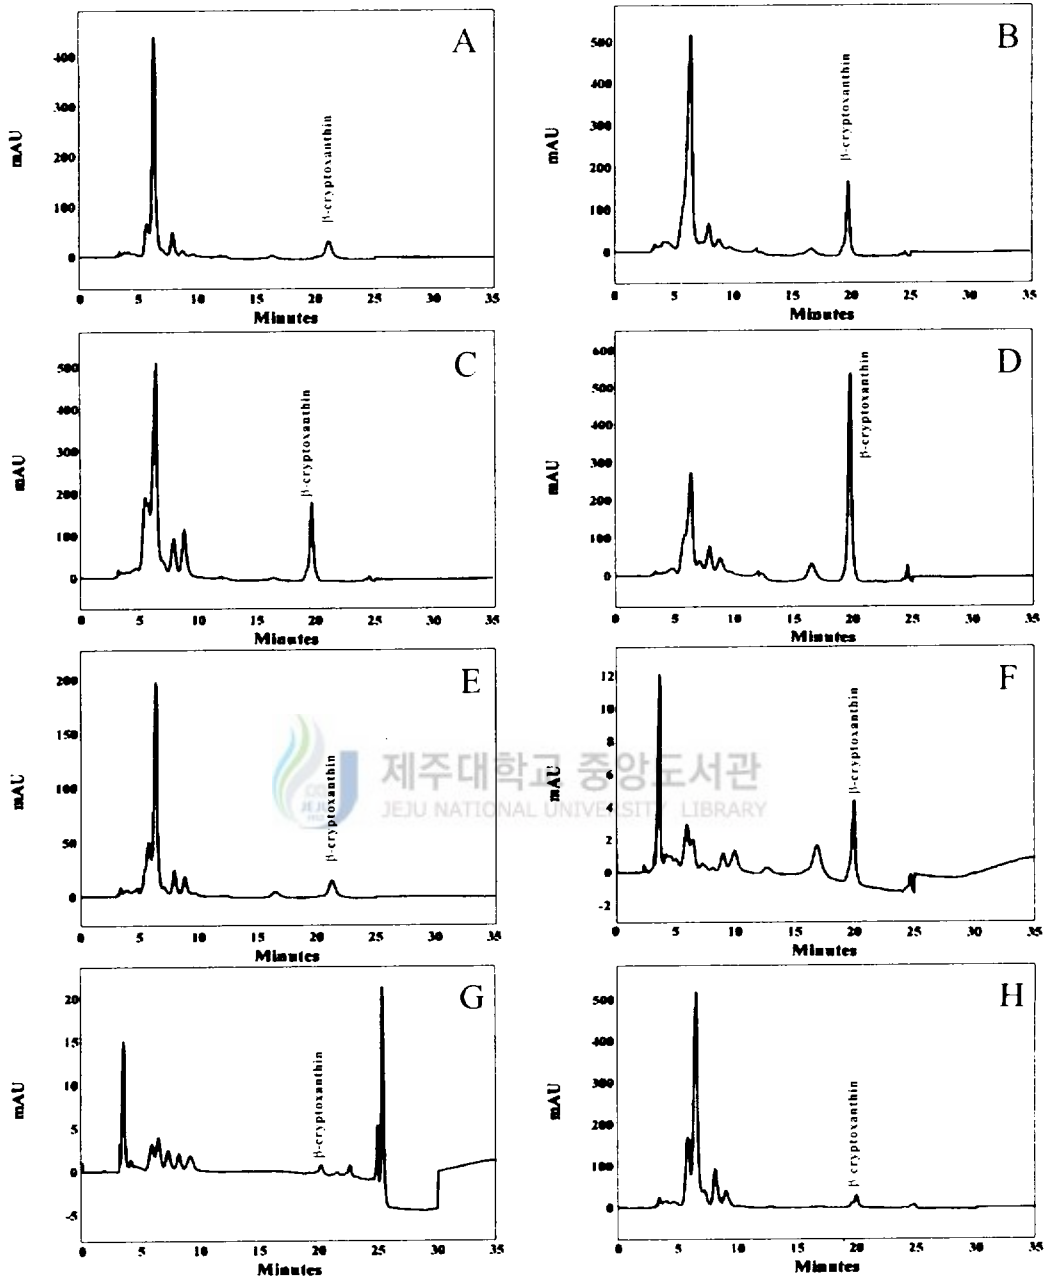 A
mAU
400
300
200
100
0
β-cryptoxanthin
0 5 10 15 20 25 30 35
Minutes
B
mAU
500
400
300
200
100
0
β-cryptoxanthin
0 5 10 15 20 25 30 35
Minutes
C
mAU
500
400
300
200
100
0
β-cryptoxanthin
0 5 10 15 20 25 30 35
Minutes
D
mAU
600
500
400
300
200
100
0
β-cryptoxanthin
0 5 10 15 20 25 30 35
Minutes
E
mAU
200
150
100
50
0
β-cryptoxanthin
0 5 10 15 20 25 30 35
Minutes
F
mAU
12
10
8
6
4
2
0
-2
β-cryptoxanthin
0 5 10 15 20 25 30 35
Minutes
제주대학교 중앙도서관
JEJU NATIONAL UNIVERSITY LIBRARY
JEJU
G
mAU
20
15
10
5
0
-5
β-cryptoxanthin
0 5 10 15 20 25 30 35
Minutes
H
mAU
500
400
300
200
100
0
β-cryptoxanthin
0 5 10 15 20 25 30 35
Minutes